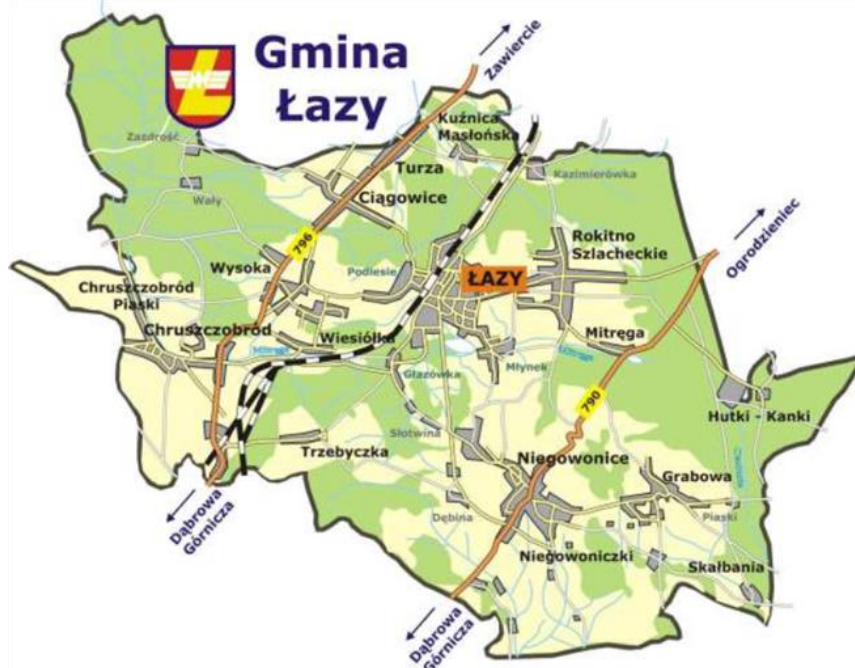 Gmina
Łazy
Zawiercie
Kuźnica
Masłońska
Zazdrość
Turza
Kazimierówka
Ciągowice
Wały
Ogrodzieniec
796
Rokitno
Szlacheckie
Wysoka
Podlesie
ŁAZY
Chruszczobród
Piaski
Chruszczobród
Wiesiółka
Mitręga
Głazówka
Młynek
790
Hutki - Kanki
Słotwina
Trzebyczka
Niegowonice
Grabowa
Dębina
Piaski
Dąbrowa
Górnicza
Niegowoniczki
Skałbania
Dąbrowa
Górnicza